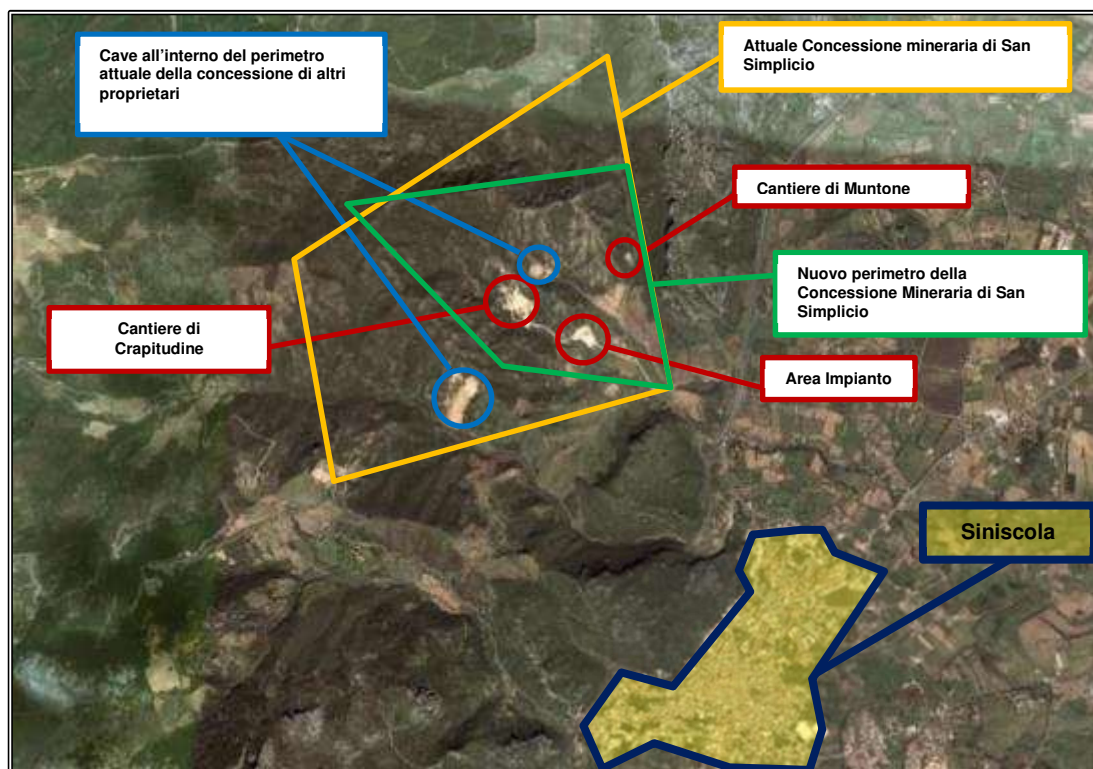 Cave all’interno del perimetro
attuale della concessione di altri
proprietari
Attuale Concessione mineraria di San
Simplicio
Cantiere di Muntone
Nuovo perimetro della
Concessione Mineraria di San
Simplicio
Cantiere di
Crapitudine
Area Impianto
Siniscola